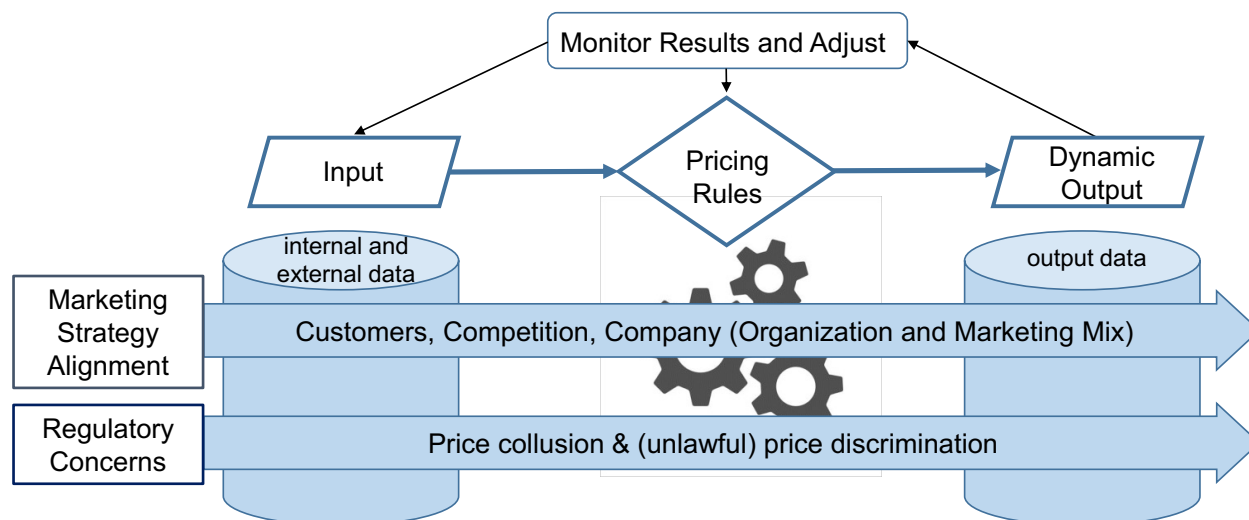 Monitor Results and Adjust
Input
Pricing
Rules
Dynamic
Output
internal and
external data
output data
Marketing
Strategy
Alignment
Customers, Competition, Company (Organization and Marketing Mix)
Regulatory
Concerns
Price collusion & (unlawful) price discrimination